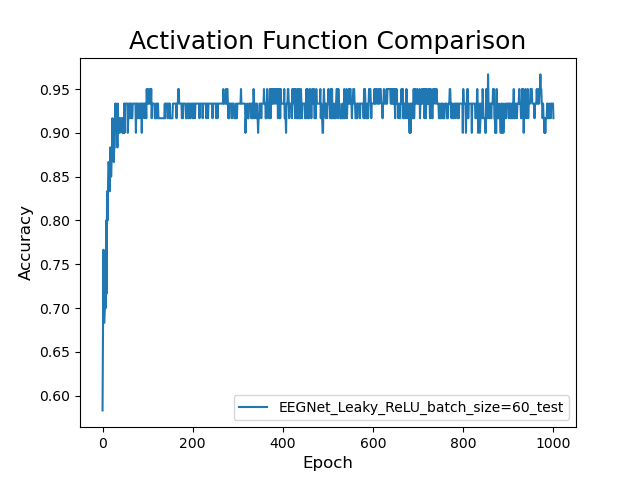 Activation Function Comparison
Accuracy
0.95
0.90
0.85
0.80
0.75
0.70
0.65
0.60
EEGNet_Leaky_ReLU_batch_size=60_test
0 200 400 600 800 1000
Epoch